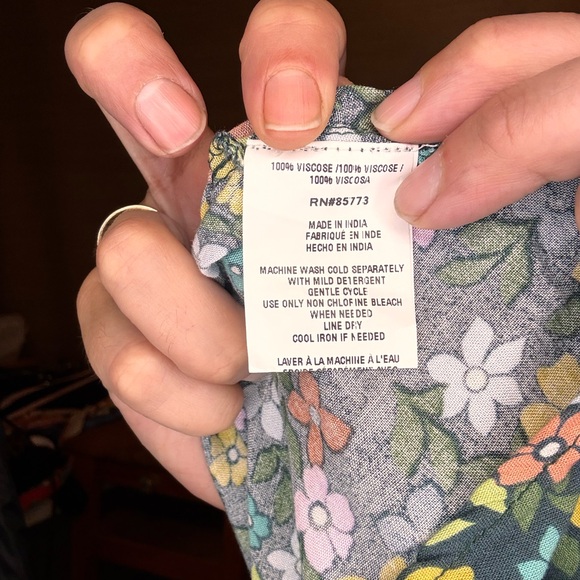 100% VISCOSE /100% VISCOSE /
100% VISCOSA
RN#85773
MADE IN INDIA
FABRIQUÉ EN INDE
HECHO EN INDIA
MACHINE WASH COLD SEPARATELY
WITH MILD DETERGENT
GENTLE CYCLE
USE ONLY NON CHLORINE BLEACH
WHEN NEEDED
LINE DRY
COOL IRON IF NEEDED
LAVER À LA MACHINE À L'EAU